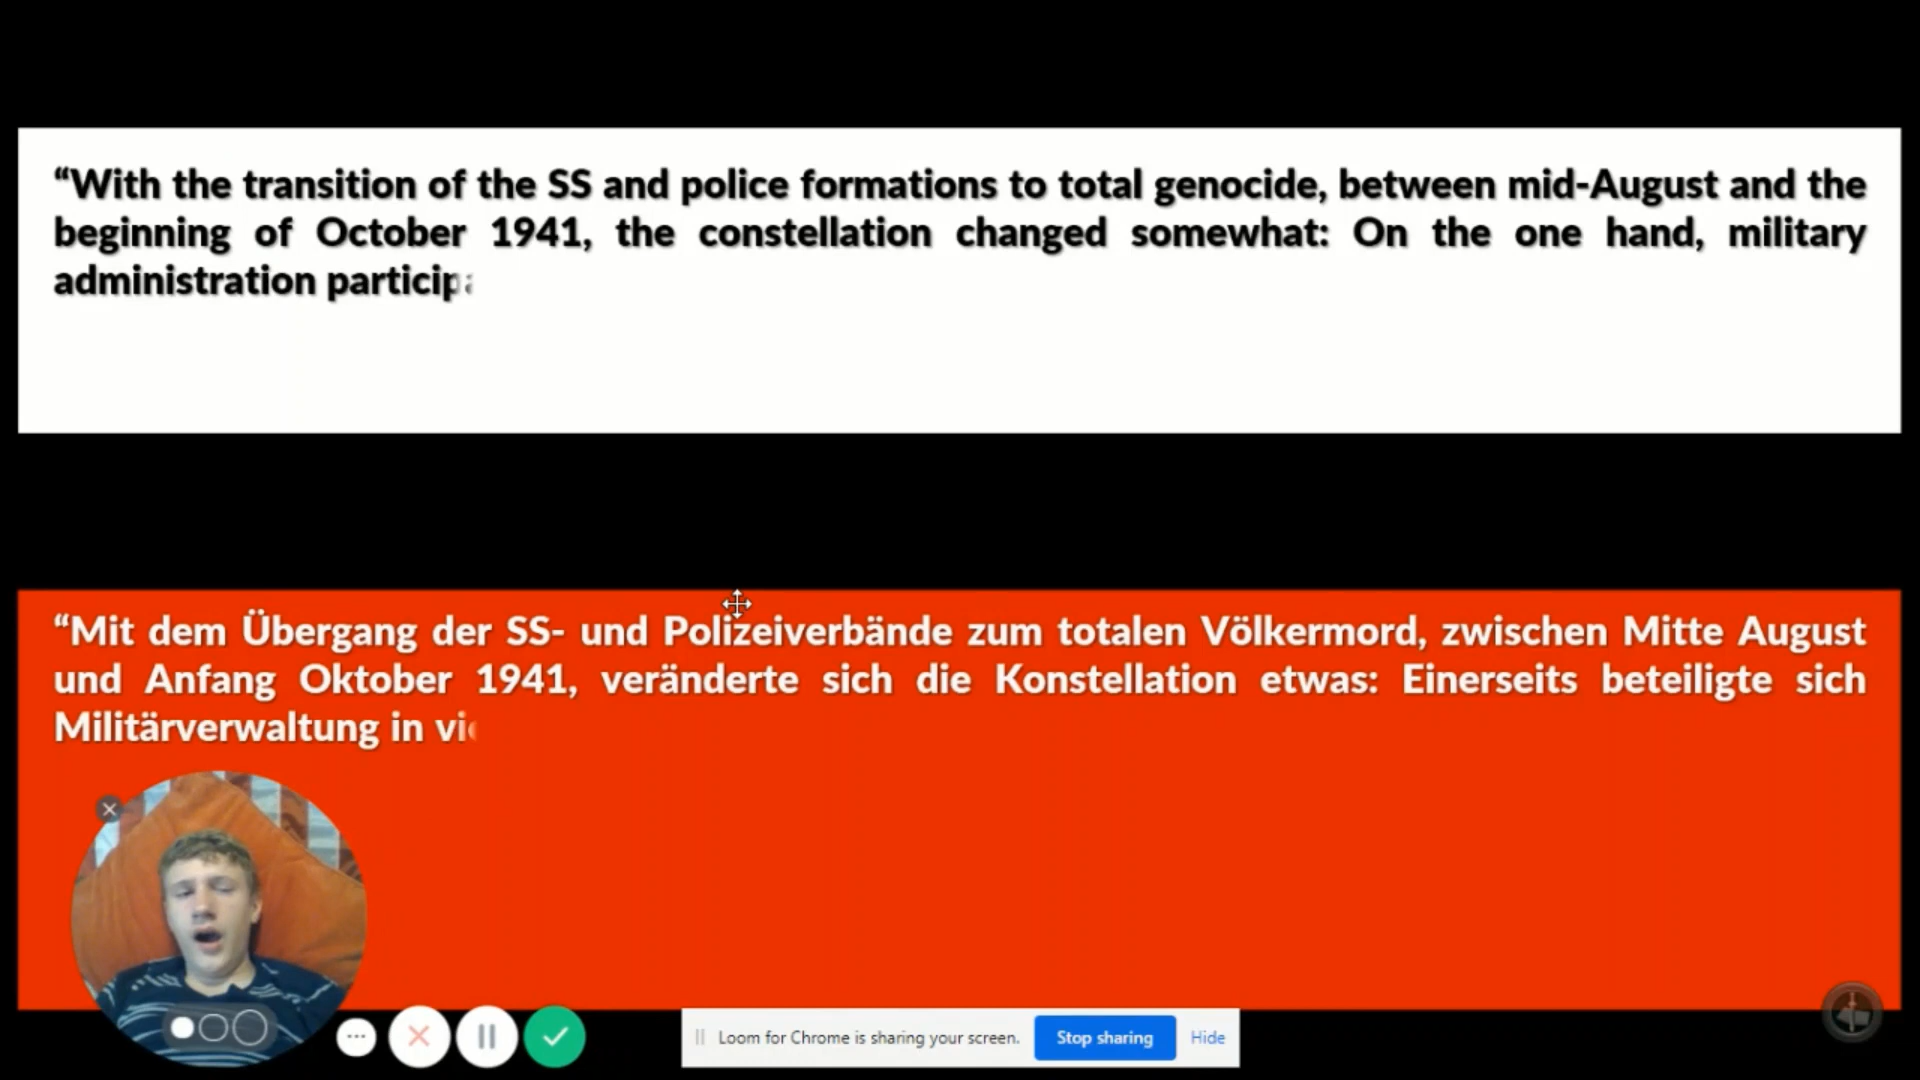 “With the transition of the SS and police formations to total genocide, between mid-August and the
beginning of October 1941, the constellation changed somewhat: On the one hand, military
administration
“Mit dem Übergang der SS- und Polizeiverbände zum totalen Völkermord, zwischen Mitte August
und Anfang Oktober 1941, veränderte sich die Konstellation etwas: Einerseits beteiligte sich
Militärverwaltung in
Loom for Chrome is sharing your screen. Stop sharing Hide